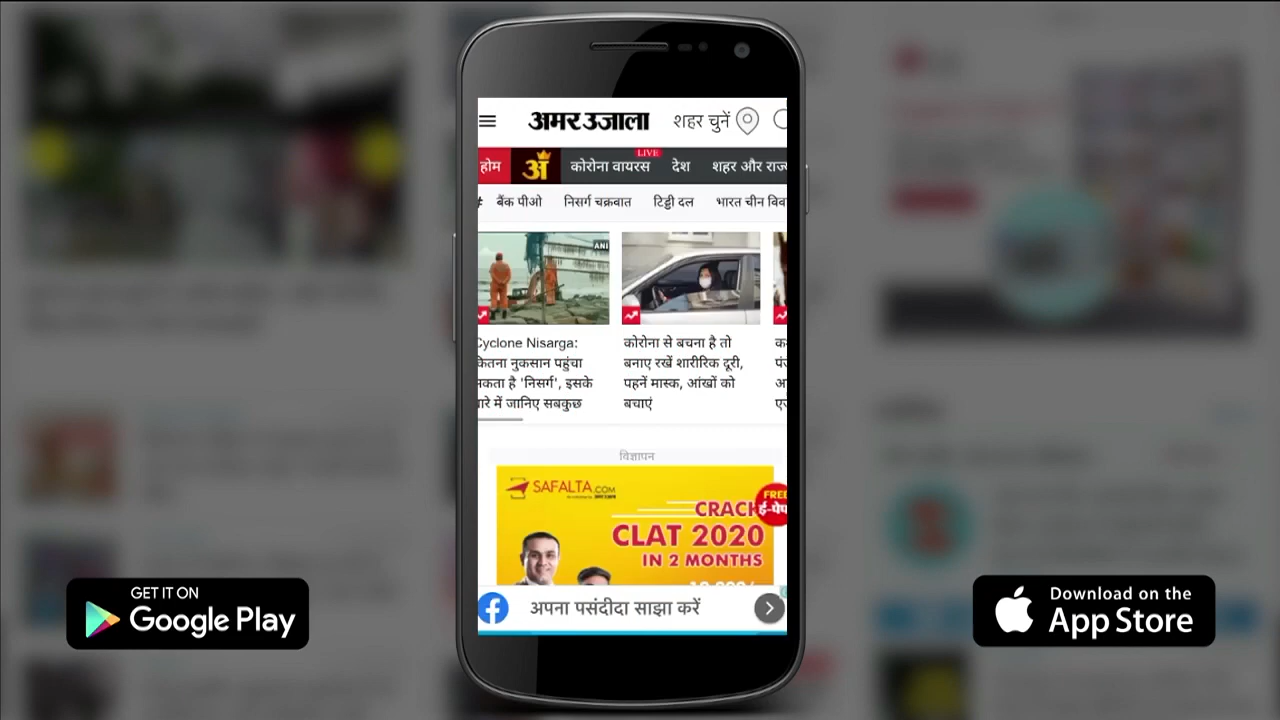 अमर उजाला
शहर चुनें
LIVE
होम
अ
कोरोना वायरस
देश
शहर और राज्य
#
बैंक पीओ
निसर्ग चक्रवात
टिड्डी दल
भारत चीन विवा
ANI
Cyclone Nisarga:
कितना नुकसान पहुंचा
सकता है 'निसर्ग', इसके
बारे में जानिए सबकुछ
कोरोना से बचना है तो
बनाए रखें शारीरिक दूरी,
पहनें मास्क, आंखों को
बचाएं
विज्ञापन
SAFALTA.COM
FREE
ई-पेप
CRACK
CLAT 2020
IN 2 MONTHS
अपना पसंदीदा साझा करें
GET IT ON
Google Play
Download on the
App Store